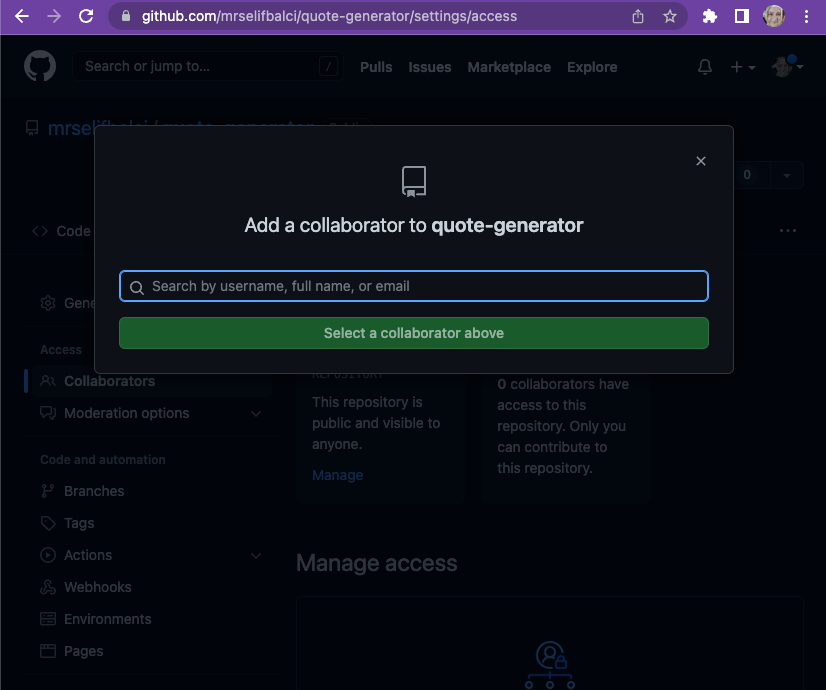 github.com/mrselifbalci/quote-generator/settings/access
Search or jump to... /
Pulls Issues Marketplace Explore
mrselifbalci / quote-generator Public
Add a collaborator to quote-generator
0
Code
Search by username, full name, or email
Select a collaborator above
Gene
Access
Collaborators
Moderation options
Code and automation
Branches
Tags
Actions
Webhooks
Environments
Pages
REPOSITORY
This repository is
public and visible to
anyone.
Manage
0 collaborators have
access to this
repository. Only you
can contribute to
this repository.
Manage access